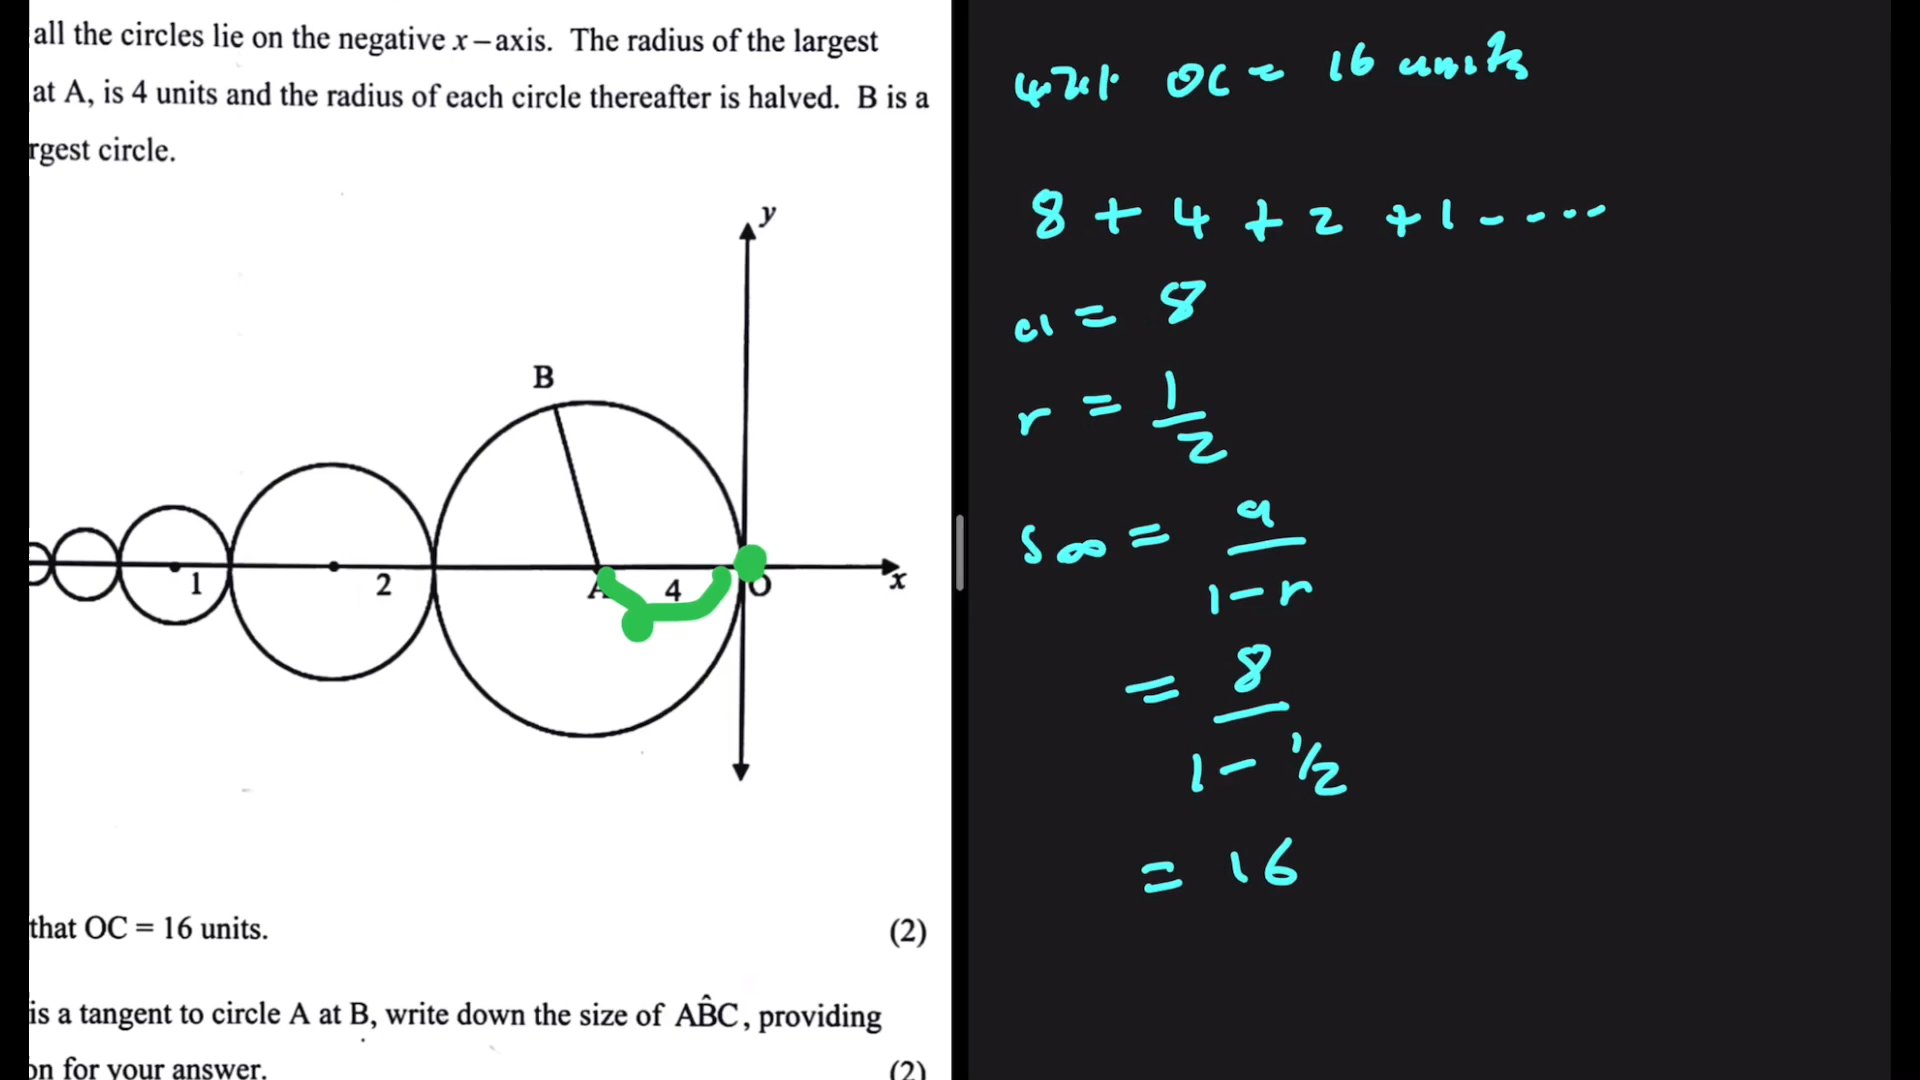 all the circles lie on the negative x – axis. The radius of the largest
at A, is 4 units and the radius of each circle thereafter is halved. B is a
rgest circle.
y
B
1
2
A
4
O
x
that OC = 16 units. (2)
is a tangent to circle A at B, write down the size of AB̂C, providing
on for your answer. (2)
4.2.1. OC = 16 units
8 + 4 + 2 + 1 - - - - -
a = 8
r = 1/2
S∞ = a/1 - r
= 8/1 - 1/2
= 16